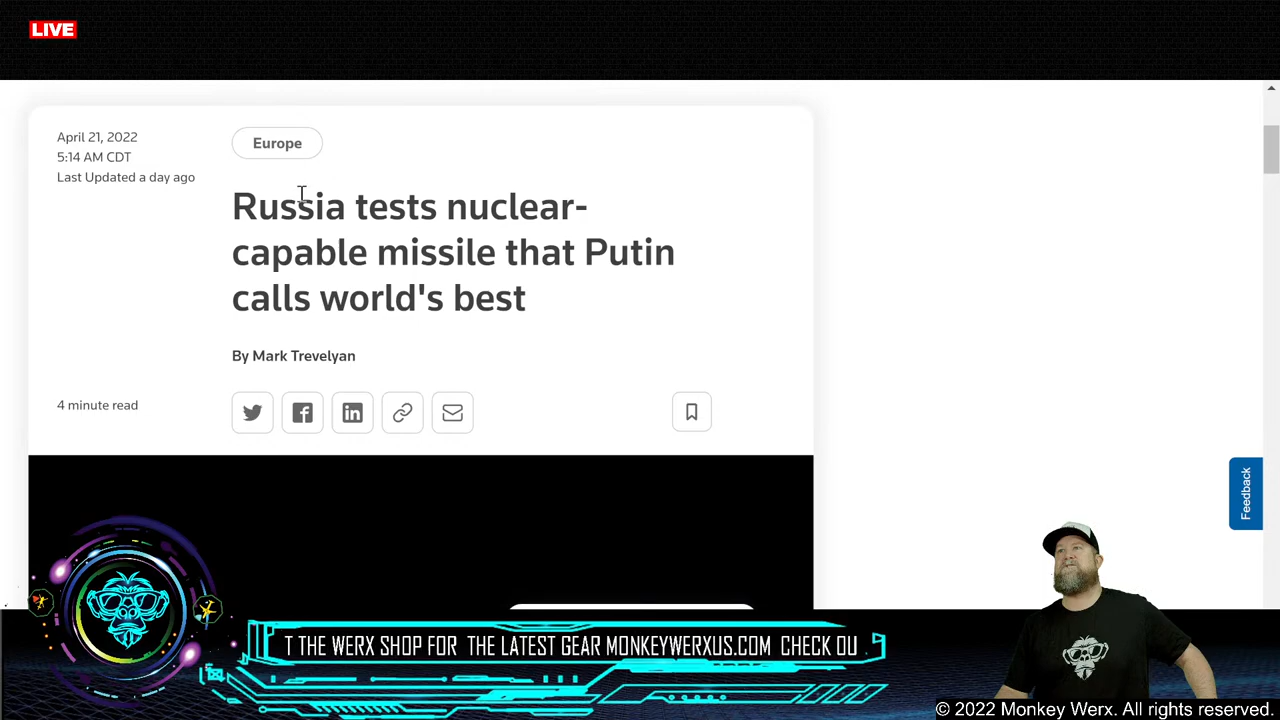 LIVE
April 21, 2022
5:14 AM CDT
Last Updated a day ago
Europe
Russia tests nuclear-
capable missile that Putin
calls world's best
By Mark Trevelyan
4 minute read
Feedback
T THE WERX SHOP FOR THE LATEST GEAR MONKEYWERXUS.COM CHECK OU
© 2022 Monkey Werx. All rights reserved.